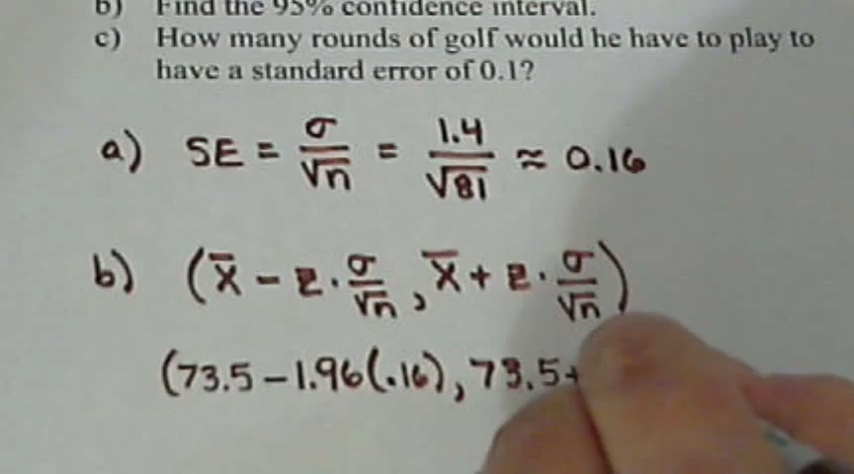 b) Find the 95% confidence interval.
c) How many rounds of golf would he have to play to
have a standard error of 0.1?
a) SE = σ/√n = 1.4/√81 ≈ 0.16
b) (x̄ − z·σ/√n, x̄ + z·σ/√n)
(73.5 − 1.96(.16), 73.5+